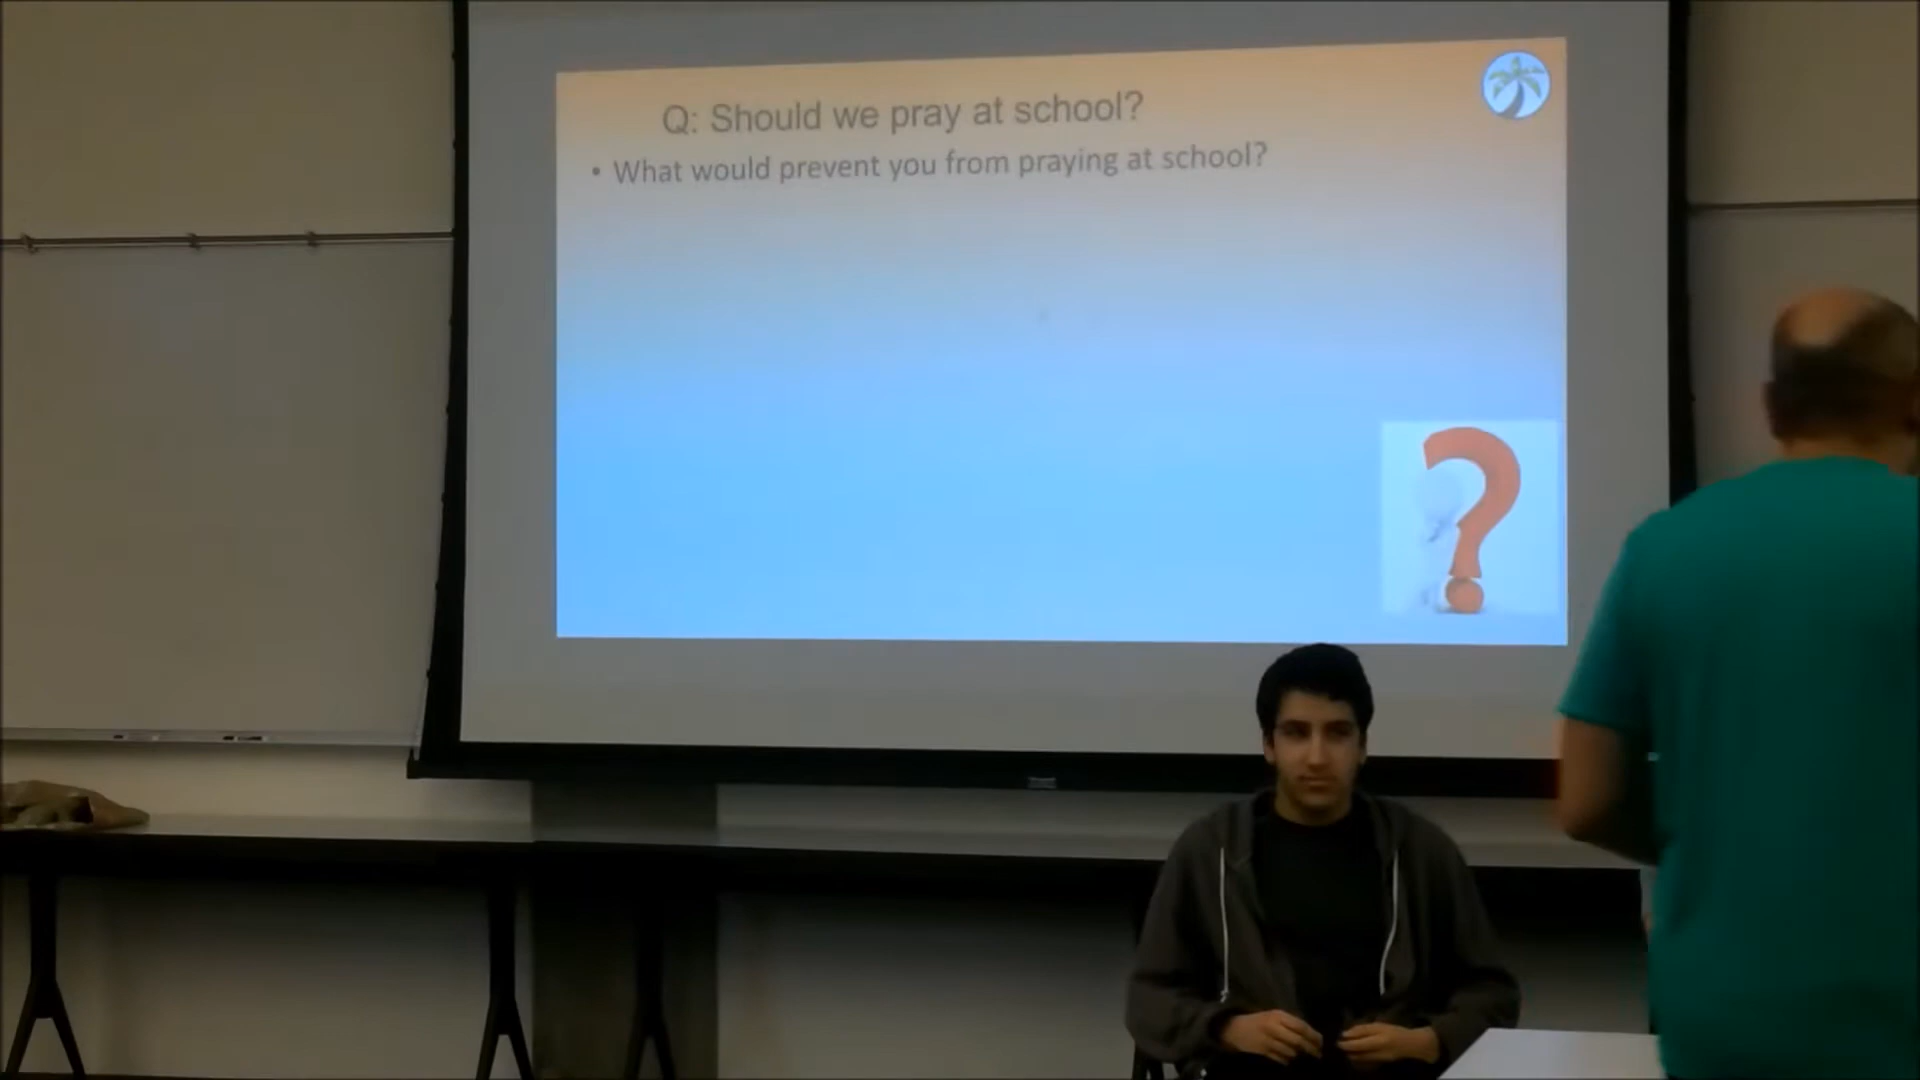 Q: Should we pray at school?
• What would prevent you from praying at school?
?